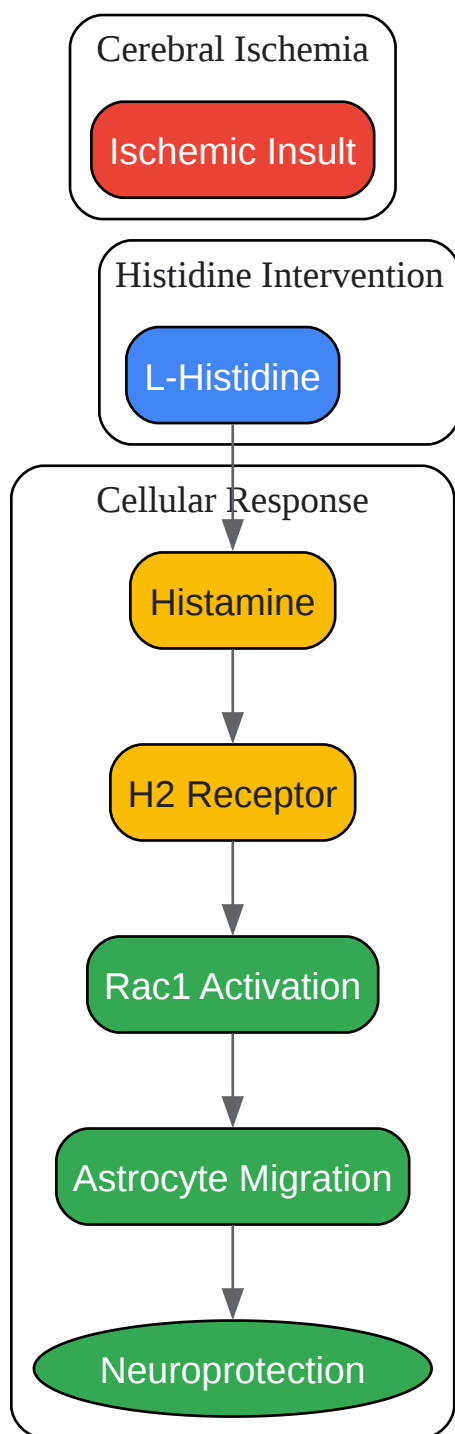 Cerebral Ischemia
Ischemic Insult
Histidine Intervention
L-Histidine
Cellular Response
Histamine
H2 Receptor
Rac1 Activation
Astrocyte Migration
Neuroprotection